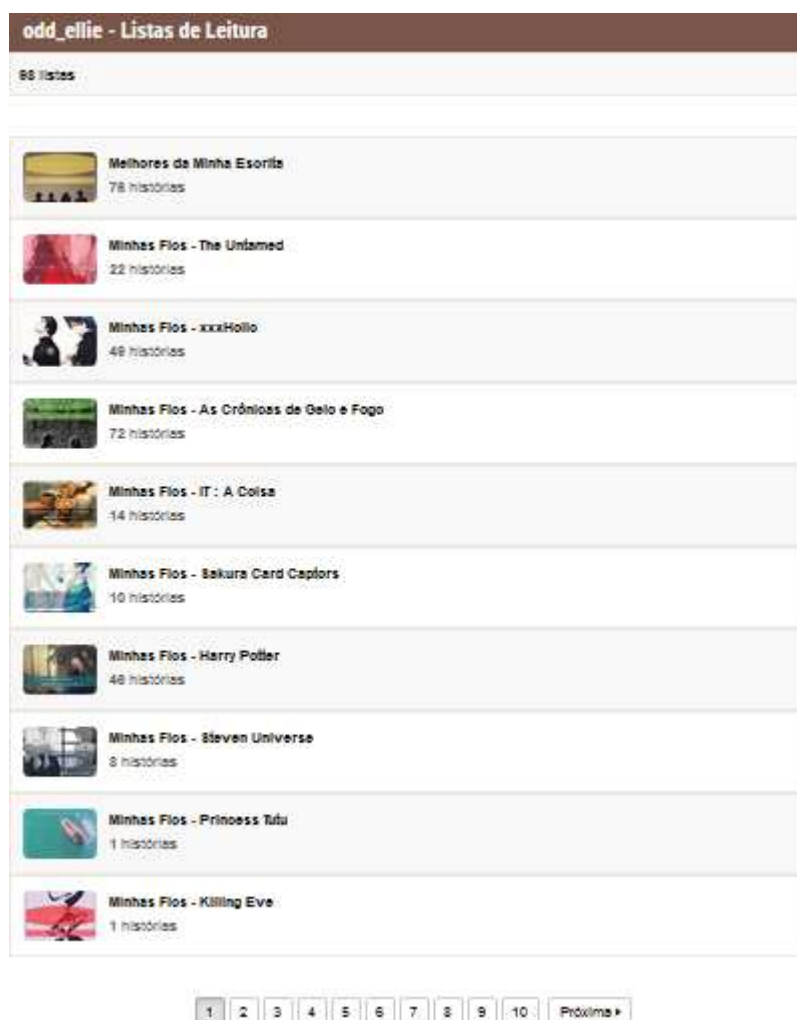 odd_ellie - Listas de Leitura
98 listas
Melhores da Minha Escrita
78 histórias
Minhas Fics - The Untamed
22 histórias
Minhas Fics - xxxHolic
49 histórias
Minhas Fics - As Crônicas de Gelo e Fogo
72 histórias
Minhas Fics - IT : A Coisa
14 histórias
Minhas Fics - Sakura Card Captors
10 histórias
Minhas Fics - Harry Potter
46 histórias
Minhas Fics - Steven Universe
8 histórias
Minhas Fics - Princess Tutu
1 histórias
Minhas Fics - Killing Eve
1 histórias
1 2 3 4 5 6 7 8 9 10 Próxima